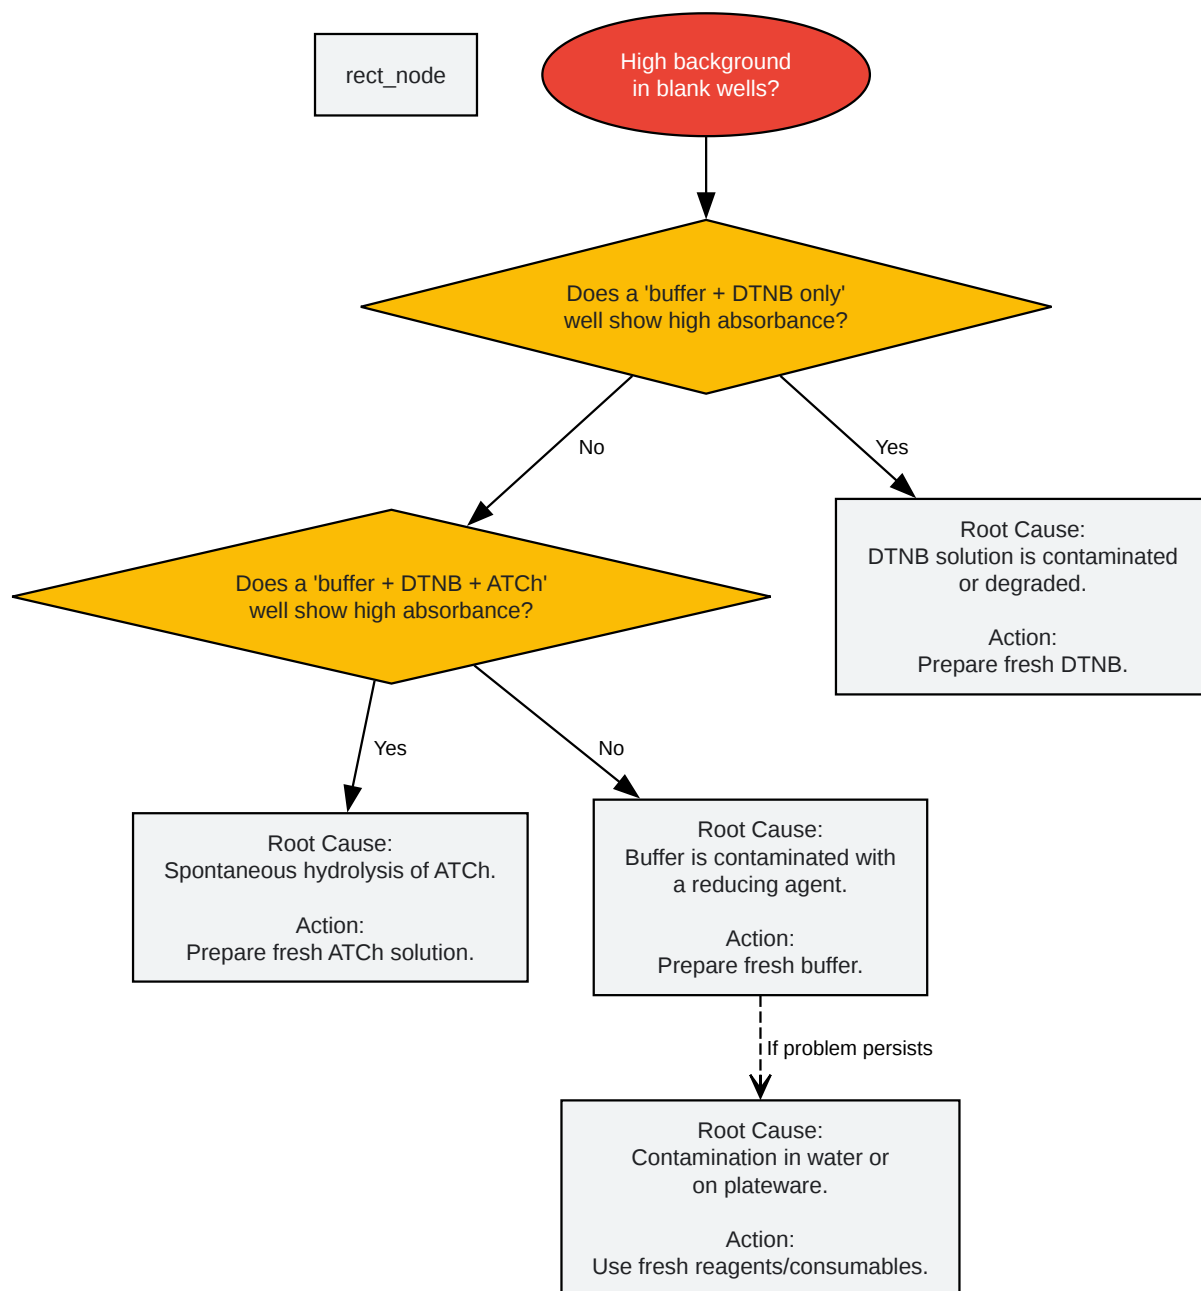 rect_node
High background
in blank wells?
Does a 'buffer + DTNB only'
well show high absorbance?
No
Yes
Root Cause:
DTNB solution is contaminated
or degraded.
Action:
Prepare fresh DTNB.
Does a 'buffer + DTNB + ATCh'
well show high absorbance?
Yes
No
Root Cause:
Spontaneous hydrolysis of ATCh.
Action:
Prepare fresh ATCh solution.
Root Cause:
Buffer is contaminated with
a reducing agent.
Action:
Prepare fresh buffer.
If problem persists
Root Cause:
Contamination in water or
on plateware.
Action:
Use fresh reagents/consumables.